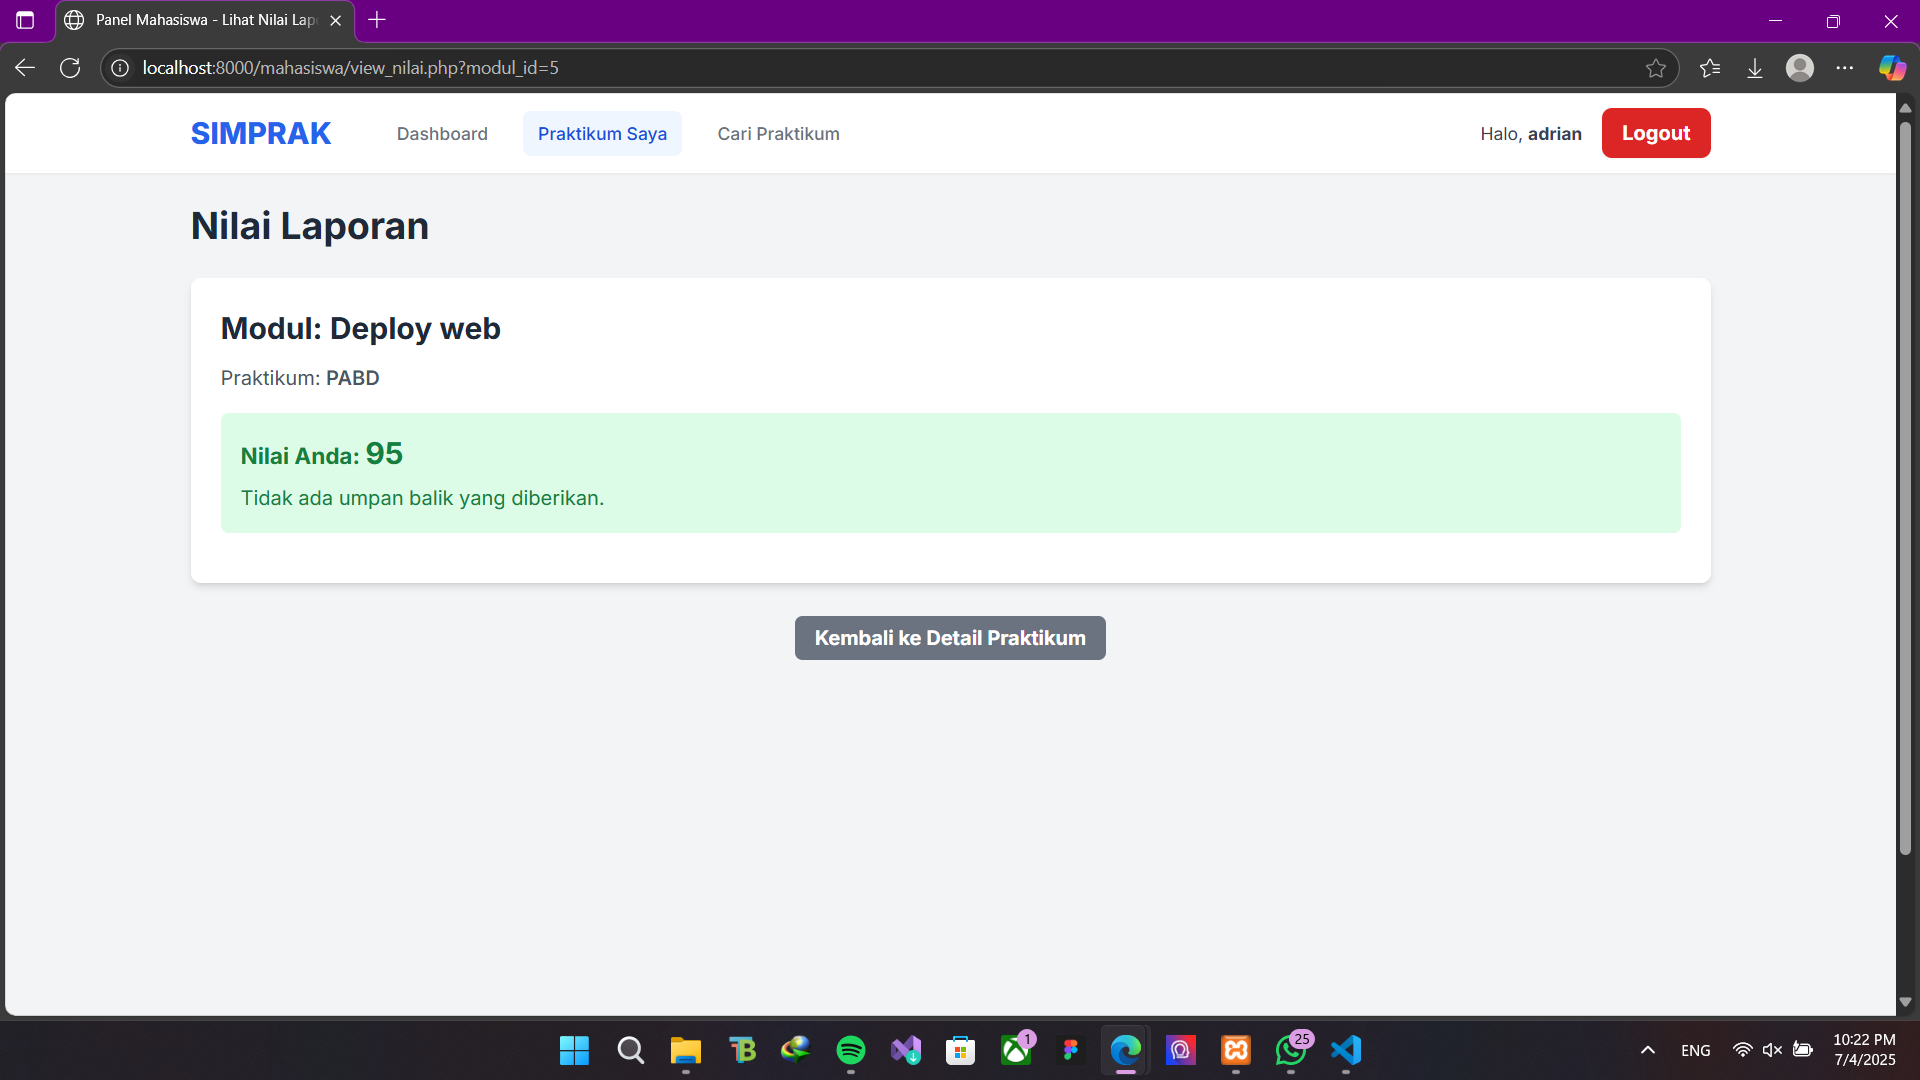 Panel Mahasiswa - Lihat Nilai Lap
localhost:8000/mahasiswa/view_nilai.php?modul_id=5
SIMPRAK
Dashboard
Praktikum Saya
Cari Praktikum
Halo, adrian
Logout
Nilai Laporan
Modul: Deploy web
Praktikum: PABD
Nilai Anda: 95
Tidak ada umpan balik yang diberikan.
Kembali ke Detail Praktikum
TB
1
25
ENG
10:22 PM
7/4/2025